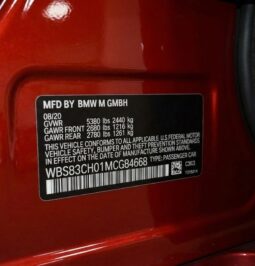 MFD BY BMW M GMBH
08/20
GVWR 5380 lbs 2440 kg
GAWR FRONT 2680 lbs 1216 kg
GAWR REAR 2780 lbs 1261 kg
THIS VEHICLE CONFORMS TO ALL APPLICABLE U.S. FEDERAL MOTOR
VEHICLE SAFETY, BUMPER AND THEFT PREVENTION STANDARDS
IN EFFECT ON THE DATE OF MANUFACTURE SHOWN ABOVE.
WBS83CH01MCG84668
TYPE: PASSENGER CAR